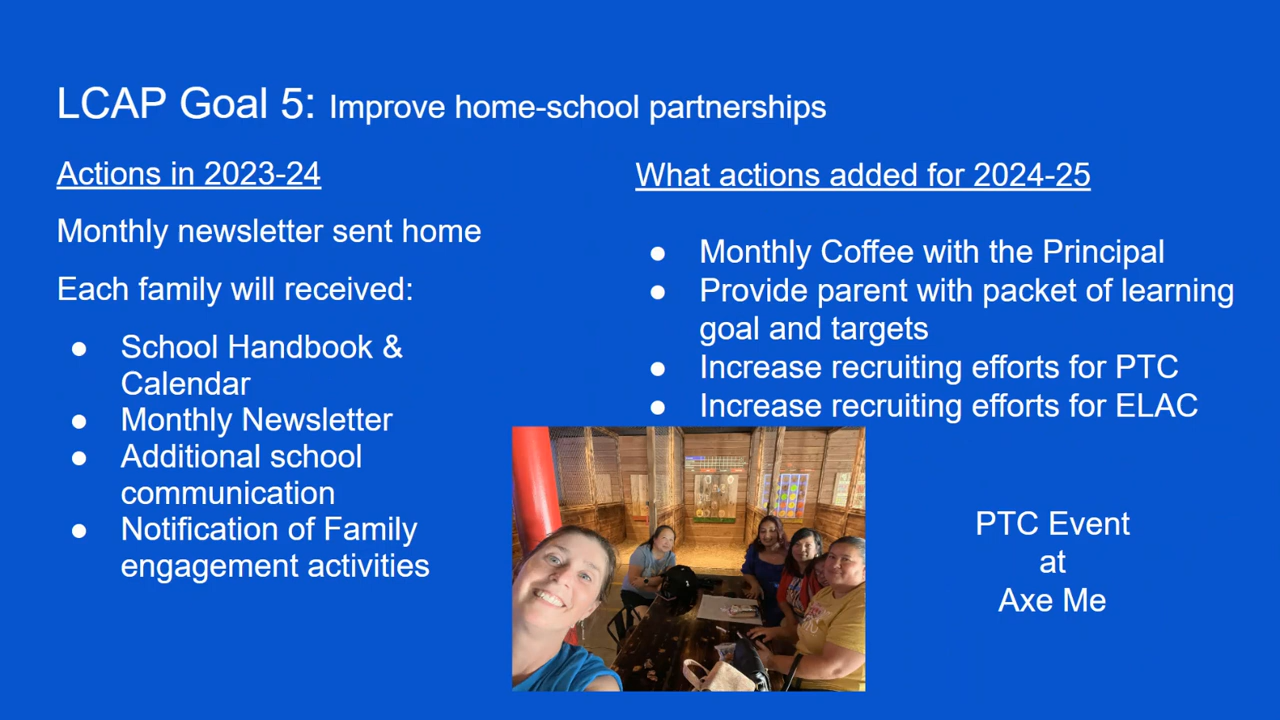 LCAP Goal 5: Improve home-school partnerships
Actions in 2023-24
Monthly newsletter sent home
Each family will received:
● School Handbook &
Calendar
● Monthly Newsletter
● Additional school
communication
● Notification of Family
engagement activities
What actions added for 2024-25
● Monthly Coffee with the Principal
● Provide parent with packet of learning
goal and targets
● Increase recruiting efforts for PTC
● Increase recruiting efforts for ELAC
PTC Event
at
Axe Me